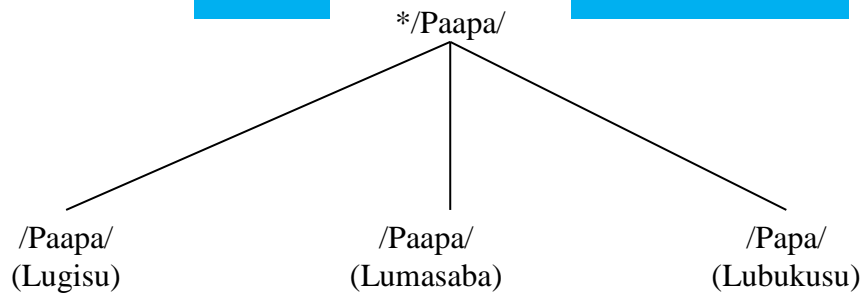 */Paapa/
/Paapa/ /Paapa/ /Papa/
(Lugisu) (Lumasaba) (Lubukusu)